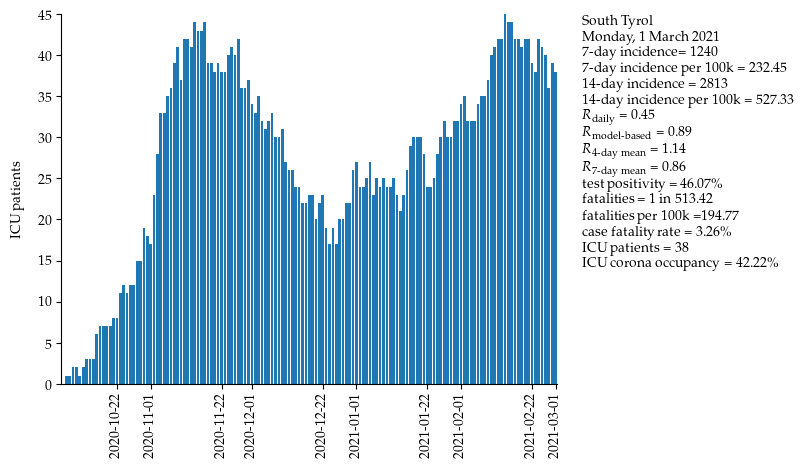 45
40
35
30
25
20
15
10
5
0
ICU patients
2020-10-22
2020-11-01
2020-11-22
2020-12-01
2020-12-22
2021-01-01
2021-01-22
2021-02-01
2021-02-22
2021-03-01
South Tyrol
Monday, 1 March 2021
7-day incidence= 1240
7-day incidence per 100k = 232.45
14-day incidence = 2813
14-day incidence per 100k = 527.33
R daily = 0.45
R model-based = 0.89
R 4-day mean = 1.14
R 7-day mean = 0.86
test positivity = 46.07%
fatalities = 1 in 513.42
fatalities per 100k =194.77
case fatality rate = 3.26%
ICU patients = 38
ICU corona occupancy = 42.22%